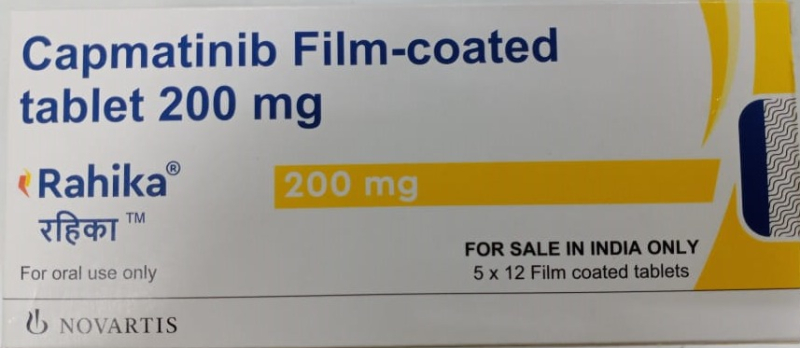 Capmatinib Film-coated
tablet 200 mg
Rahika®
रहिका ™
200 mg
For oral use only
FOR SALE IN INDIA ONLY
5 x 12 Film coated tablets
NOVARTIS